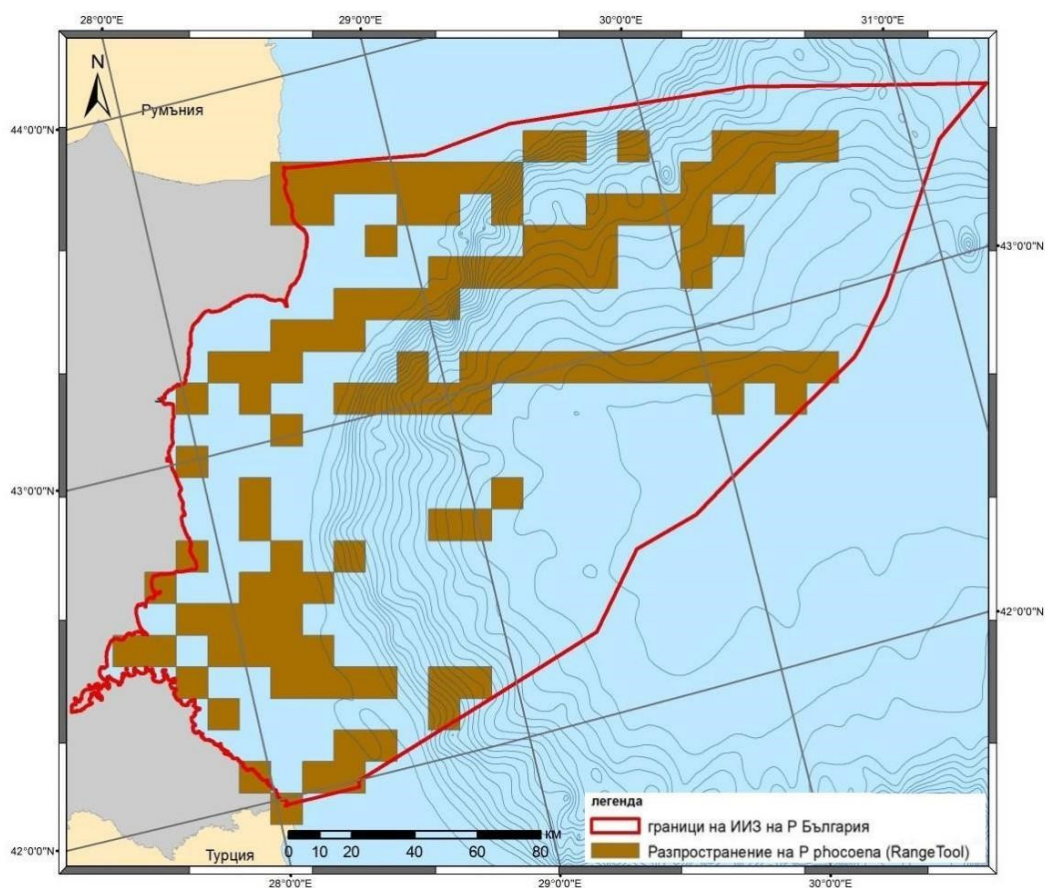 28°0'0"E
29°0'0"E
30°0'0"E
31°0'0"E
N
Румъния
44°0'0"N
43°0'0"N
43°0'0"N
42°0'0"N
легенда
граници на ИИЗ на Р България
Разпространение на P phocoena (RangeTool)
км
0 10 20 40 60 80
Турция
42°0'0"N
28°0'0"E
29°0'0"E
30°0'0"E